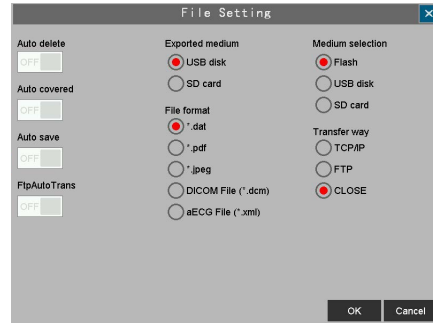 File Setting
Auto delete
OFF
Auto covered
OFF
Auto save
OFF
FtpAutoTrans
OFF
Exported medium
USB disk
SD card
File format
*.dat
*.pdf
*.jpeg
DICOM File (*.dcm)
aECG File (*.xml)
Medium selection
Flash
USB disk
SD card
Transfer way
TCP/IP
FTP
CLOSE
OK
Cancel